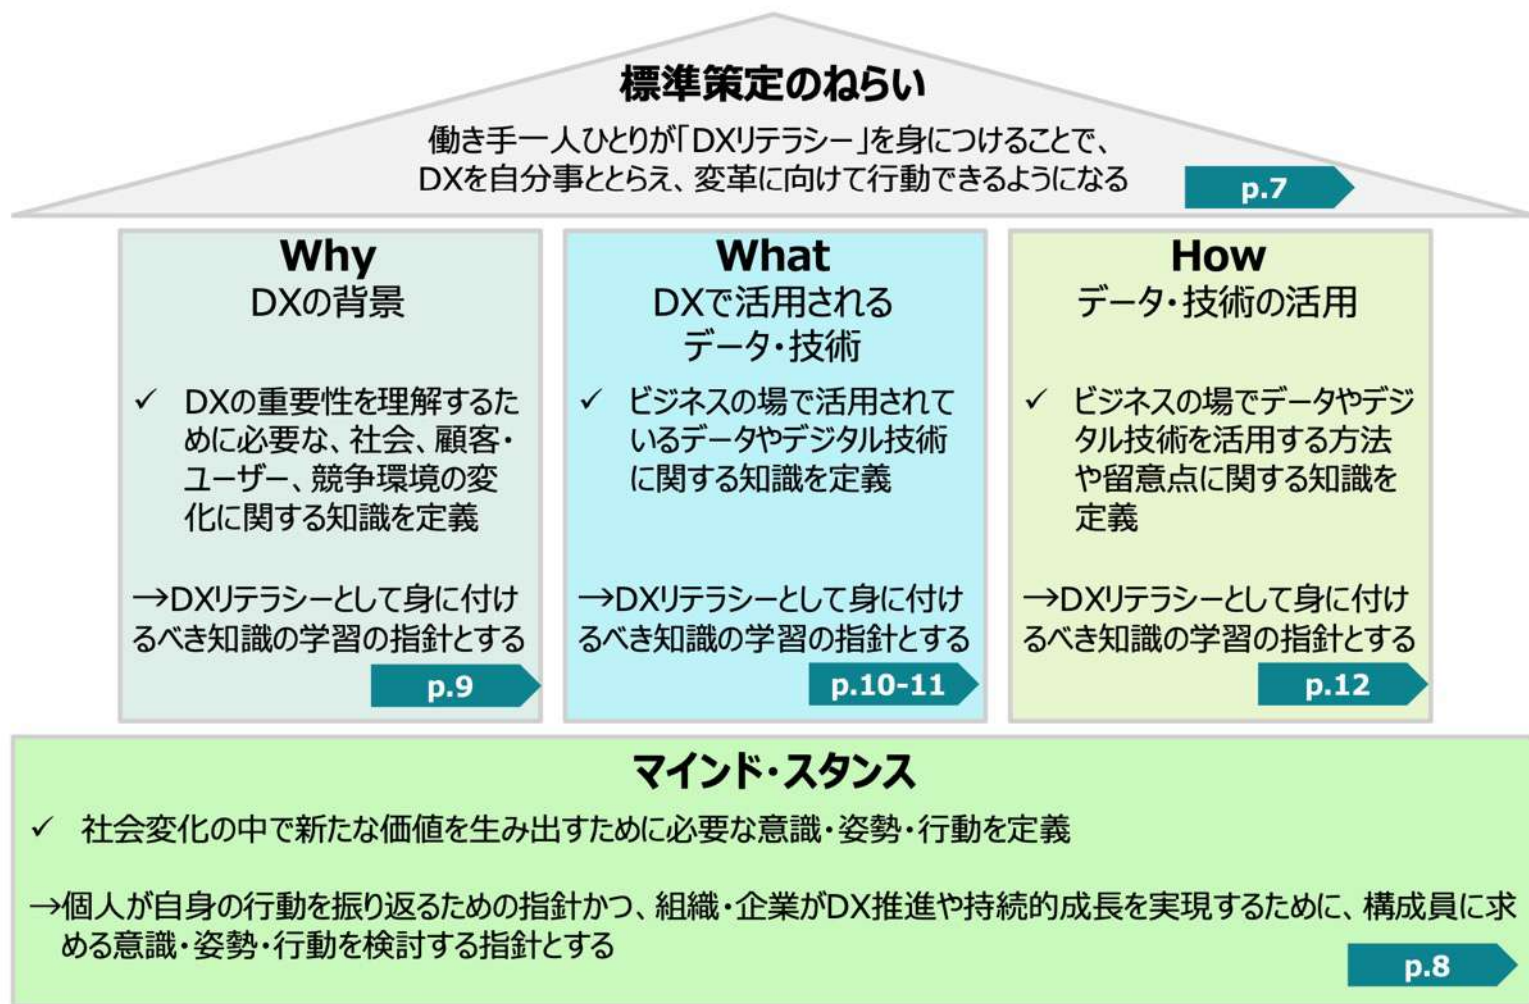 標準策定のねらい
働き手一人ひとりが「DXリテラシー」を身につけることで、
DXを自分事ととらえ、変革に向けて行動できるようになる
p.7
Why
DXの背景
✓ DXの重要性を理解するた
めに必要な、社会、顧客・
ユーザー、競争環境の変
化に関する知識を定義
→DXリテラシーとして身に付け
るべき知識の学習の指針とする
p.9
What
DXで活用される
データ・技術
✓ ビジネスの場で活用されて
いるデータやデジタル技術
に関する知識を定義
→DXリテラシーとして身に付け
るべき知識の学習の指針とする
p.10-11
How
データ・技術の活用
✓ ビジネスの場でデータやデジ
タル技術を活用する方法
や留意点に関する知識を
定義
→DXリテラシーとして身に付け
るべき知識の学習の指針とする
p.12
マインド・スタンス
✓ 社会変化の中で新たな価値を生み出すために必要な意識・姿勢・行動を定義
→個人が自身の行動を振り返るための指針かつ、組織・企業がDX推進や持続的成長を実現するために、構成員に求
める意識・姿勢・行動を検討する指針とする
p.8